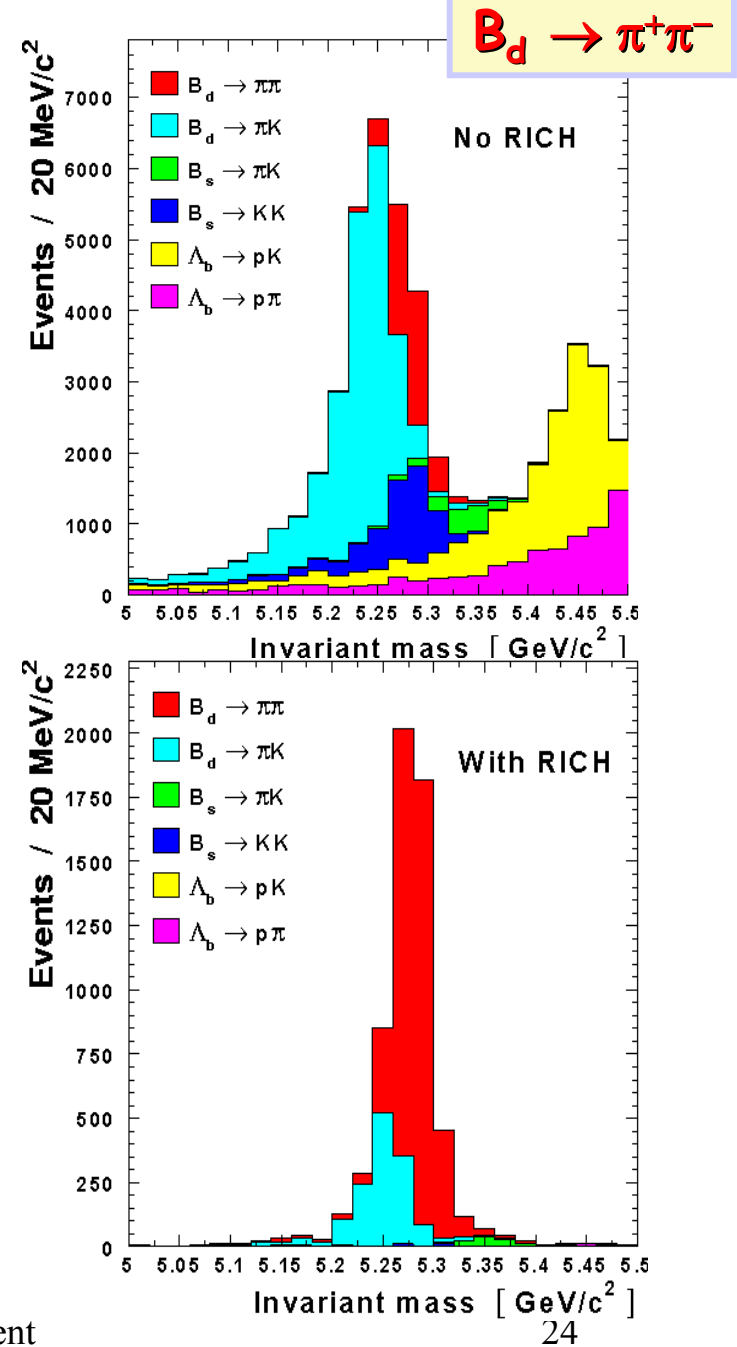 B_d → π⁺π⁻
Events / 20 MeV/c²
7000
6000
5000
4000
3000
2000
1000
0
B_d → ππ
B_d → πK
B_s → πK
B_s → KK
Λ_b → pK
Λ_b → pπ
No RICH
5 5.05 5.1 5.15 5.2 5.25 5.3 5.35 5.4 5.45 5.5
Invariant mass [ GeV/c² ]
Events / 20 MeV/c²
2250
2000
1750
1500
1250
1000
750
500
250
0
B_d → ππ
B_d → πK
B_s → πK
B_s → KK
Λ_b → pK
Λ_b → pπ
With RICH
5 5.05 5.1 5.15 5.2 5.25 5.3 5.35 5.4 5.45 5.5
Invariant mass [ GeV/c² ]
ent 24